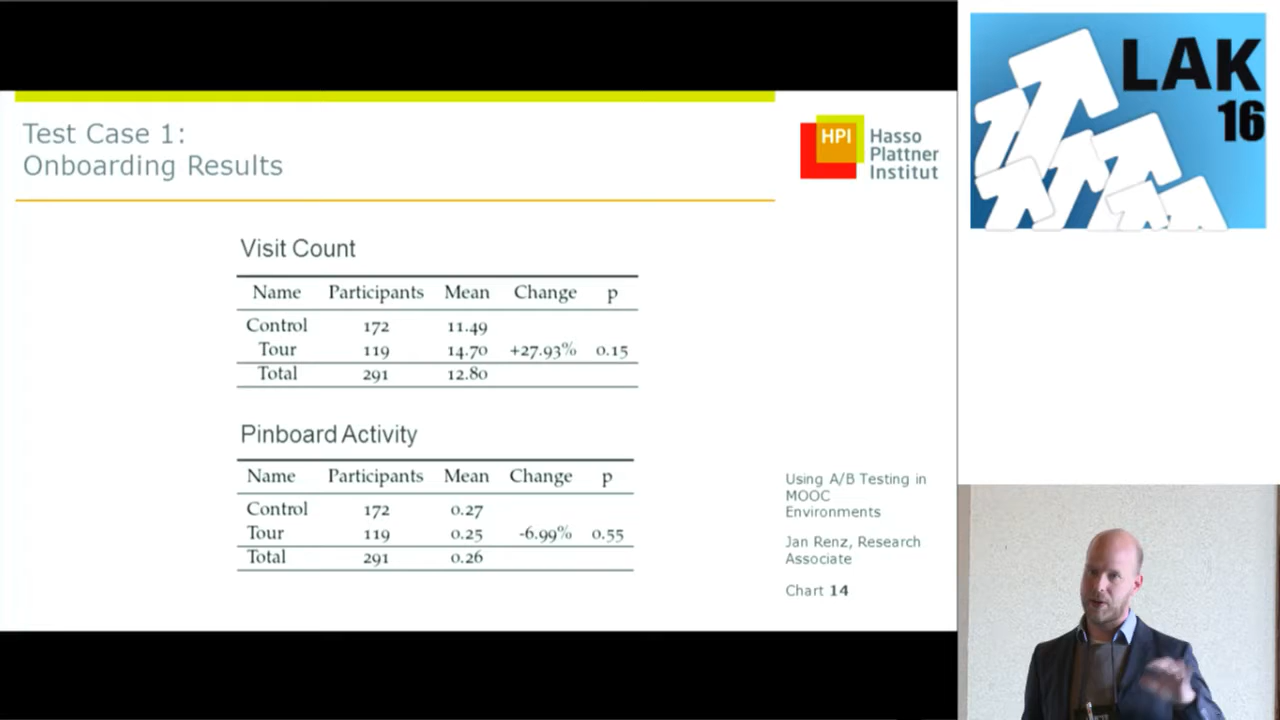 Test Case 1:
Onboarding Results
HPI
Hasso
Plattner
Institut
LAK
16
Visit Count
Name Participants Mean Change p
Control 172 11.49
Tour 119 14.70 +27.93% 0.15
Total 291 12.80
Pinboard Activity
Name Participants Mean Change p
Control 172 0.27
Tour 119 0.25 -6.99% 0.55
Total 291 0.26
Using A/B Testing in
MOOC
Environments
Jan Renz, Research
Associate
Chart 14